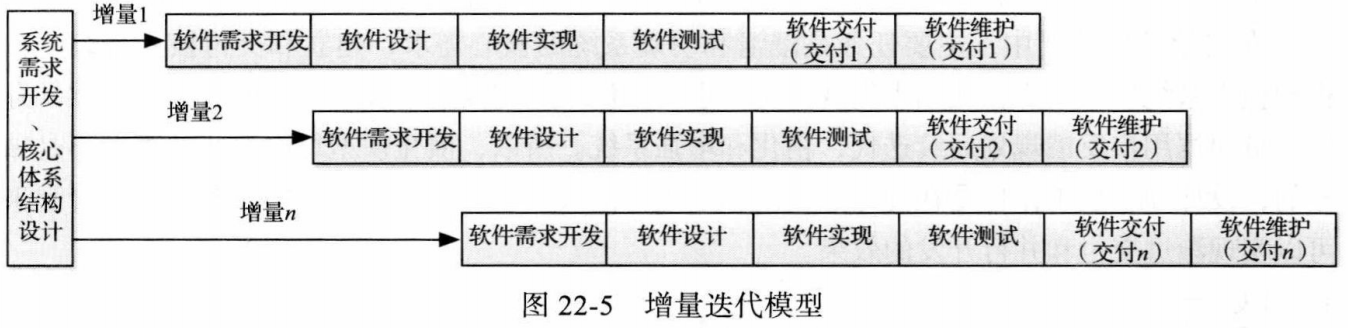 系统
需求
开发
、
核心
体系
结构
设计
增量1
软件需求开发
软件设计
软件实现
软件测试
软件交付
（交付1）
软件维护
（交付1）
增量2
软件需求开发
软件设计
软件实现
软件测试
软件交付
（交付2）
软件维护
（交付2）
增量n
软件需求开发
软件设计
软件实现
软件测试
软件交付
（交付n）
软件维护
（交付n）
图 22-5 增量迭代模型